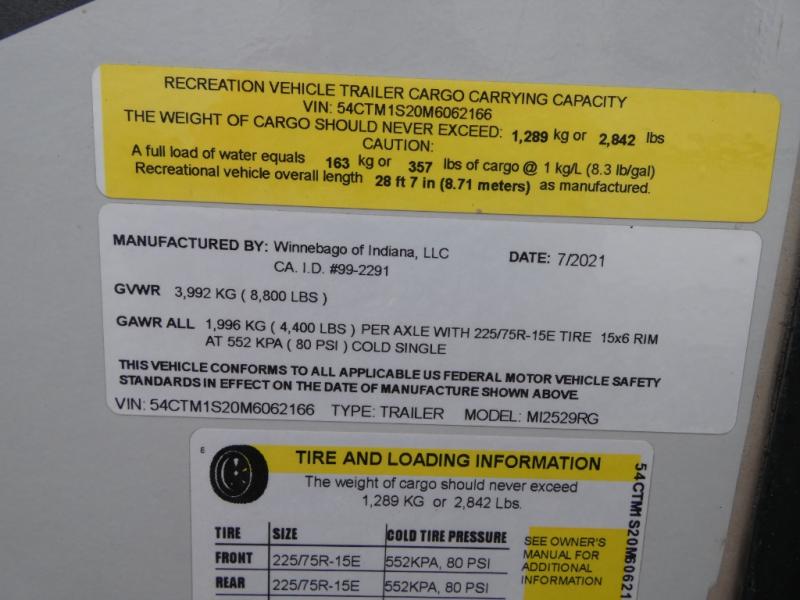 RECREATION VEHICLE TRAILER CARGO CARRYING CAPACITY
VIN: 54CTM1S20M6062166
THE WEIGHT OF CARGO SHOULD NEVER EXCEED: 1,289 kg or 2,842 lbs
CAUTION:
A full load of water equals 163 kg or 357 lbs of cargo @ 1 kg/L (8.3 lb/gal)
Recreational vehicle overall length 28 ft 7 in (8.71 meters) as manufactured.
MANUFACTURED BY: Winnebago of Indiana, LLC DATE: 7/2021
CA. I.D. #99-2291
GVWR 3,992 KG ( 8,800 LBS )
GAWR ALL 1,996 KG ( 4,400 LBS ) PER AXLE WITH 225/75R-15E TIRE 15x6 RIM
AT 552 KPA ( 80 PSI ) COLD SINGLE
THIS VEHICLE CONFORMS TO ALL APPLICABLE US FEDERAL MOTOR VEHICLE SAFETY
STANDARDS IN EFFECT ON THE DATE OF MANUFACTURE SHOWN ABOVE.
VIN: 54CTM1S20M6062166 TYPE: TRAILER MODEL: MI2529RG
TIRE AND LOADING INFORMATION
The weight of cargo should never exceed
1,289 KG or 2,842 Lbs.
TIRE SIZE COLD TIRE PRESSURE
FRONT 225/75R-15E 552KPA, 80 PSI
REAR 225/75R-15E 552KPA, 80 PSI
SEE OWNER'S
MANUAL FOR
ADDITIONAL
INFORMATION
54CTM1S20M60621